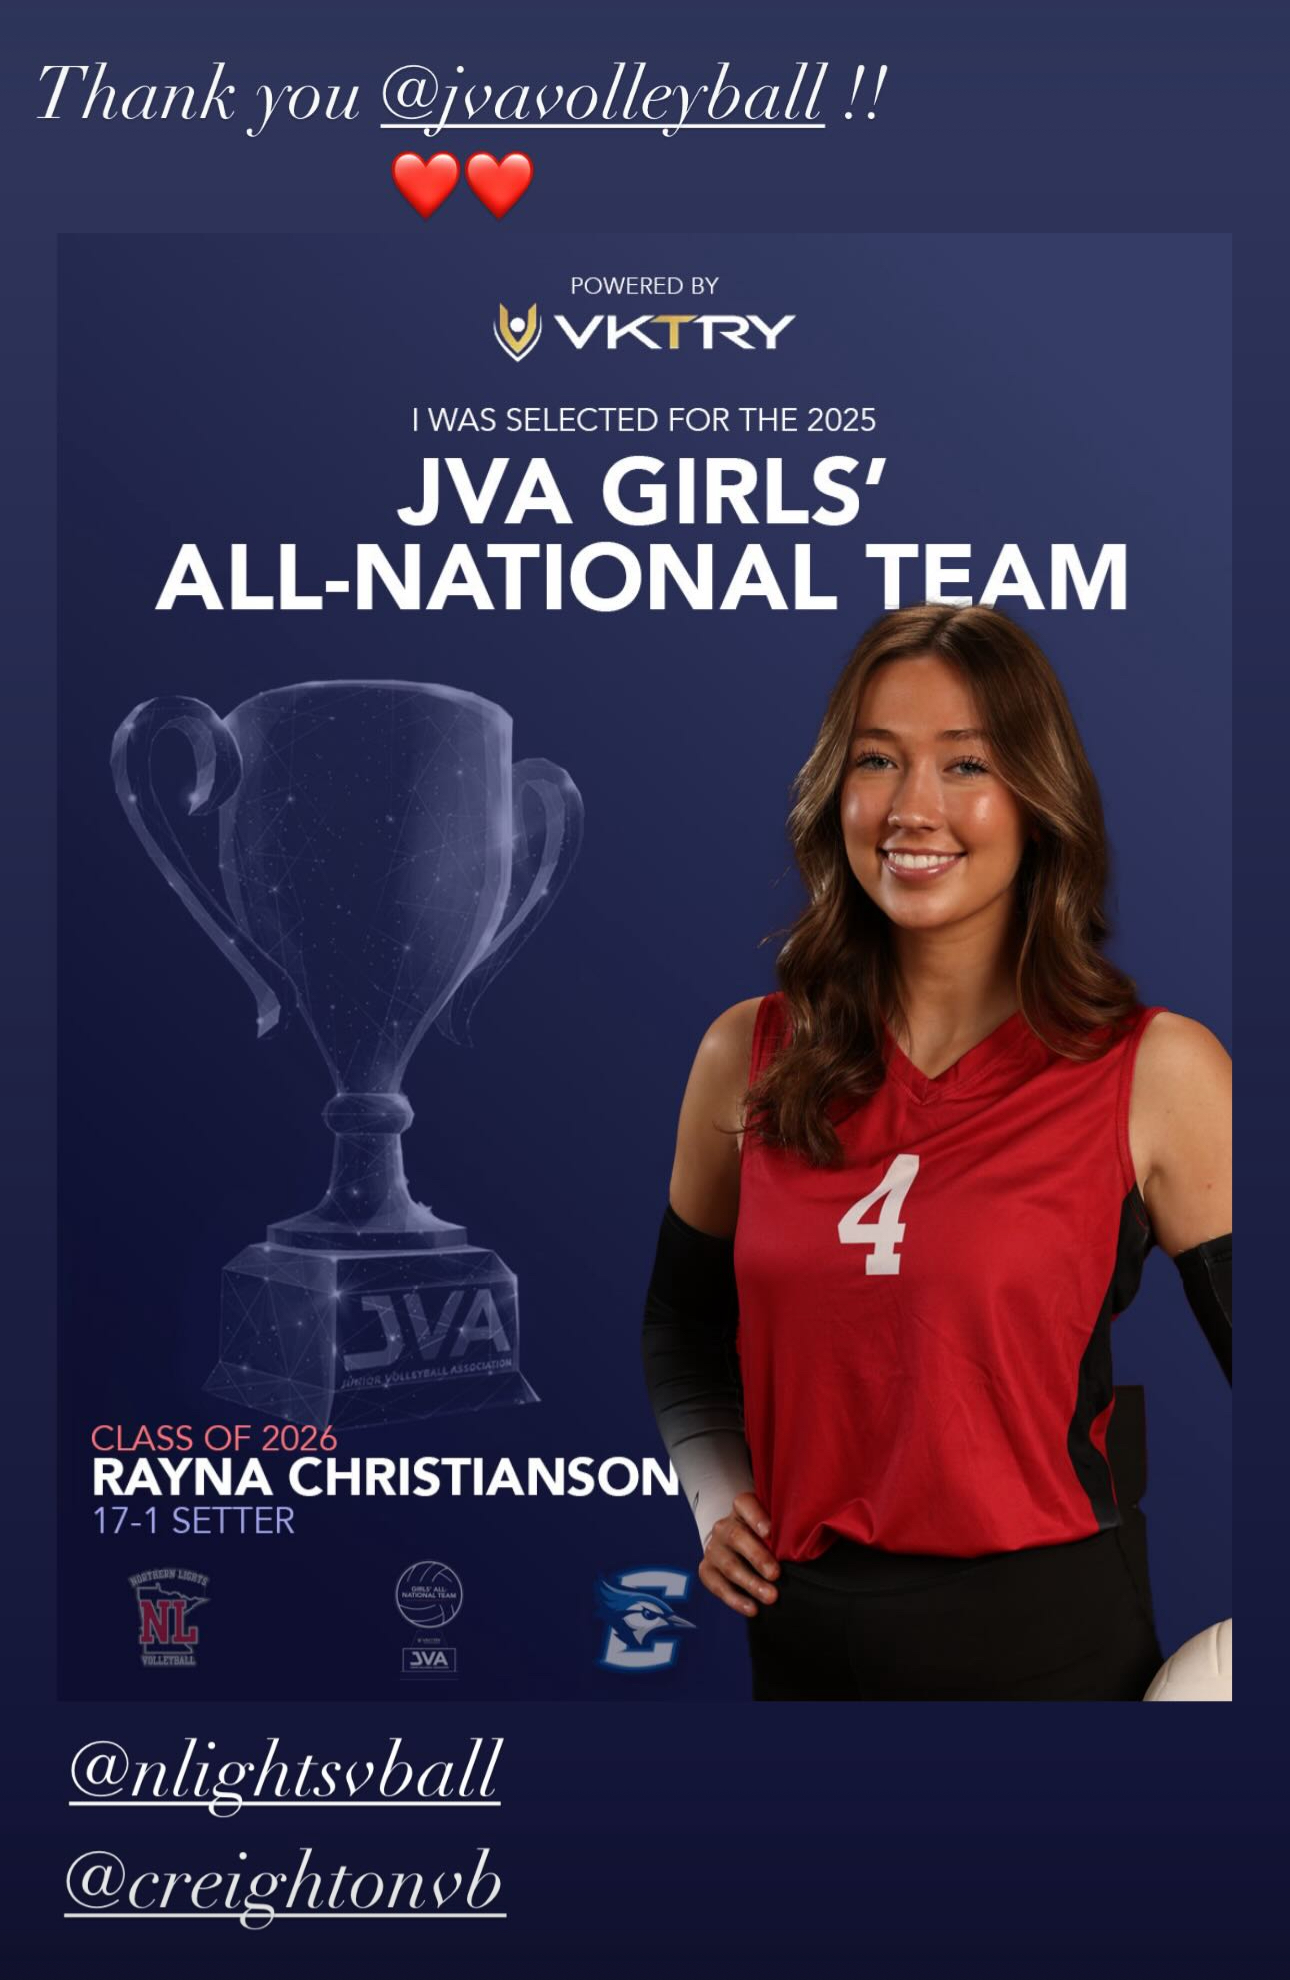 Thank you @jvavolleyball !!
POWERED BY
VKTRY
I WAS SELECTED FOR THE 2025
JVA GIRLS’
ALL-NATIONAL TEAM
JVA
JUNIOR VOLLEYBALL ASSOCIATION
4
CLASS OF 2026
RAYNA CHRISTIANSON
17-1 SETTER
NORTHERN LIGHTS
NL
VOLLEYBALL
GIRLS' ALL-
NATIONAL TEAM
JVA
C
@nlightsvball
@creightonvb